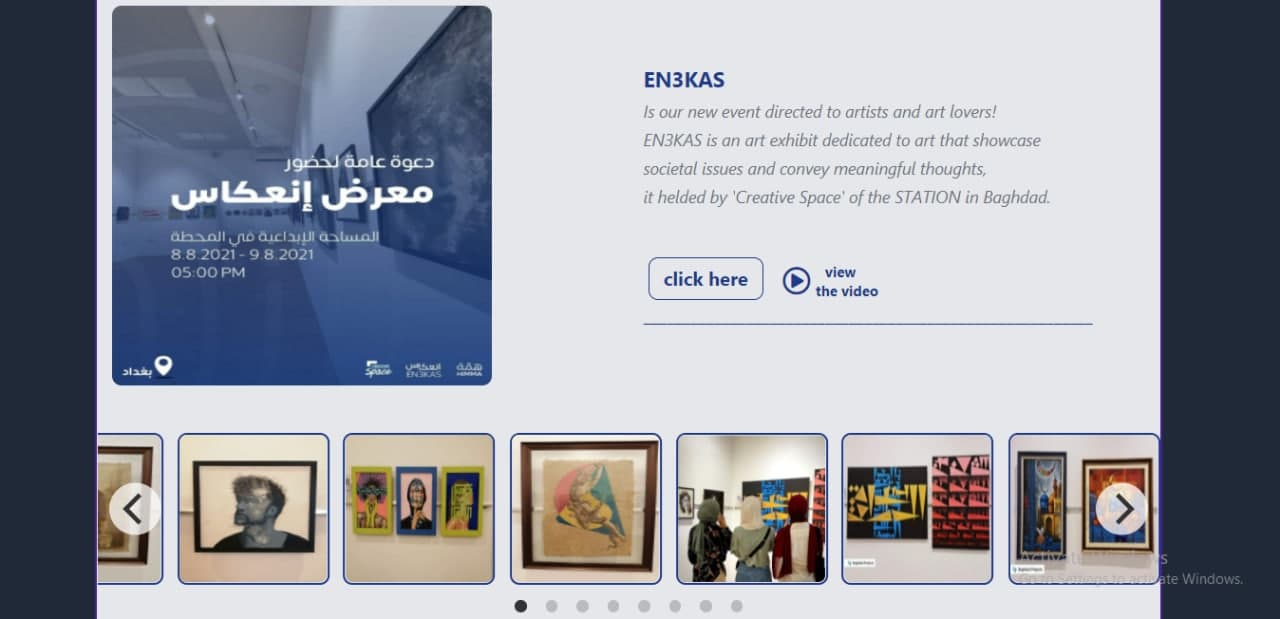 دعوة عامة لحضور
معرض إنعكاس
المساحة الإبداعية في المحطة
8.8.2021 - 9.8.2021
05:00 PM
بغداد
Space
إنعكاس
EN3KAS
همّة
HIMMA
EN3KAS
Is our new event directed to artists and art lovers!
EN3KAS is an art exhibit dedicated to art that showcase
societal issues and convey meaningful thoughts,
it helded by 'Creative Space' of the STATION in Baghdad.
click here
view
the video
Activate Windows
Go to Settings to activate Windows.